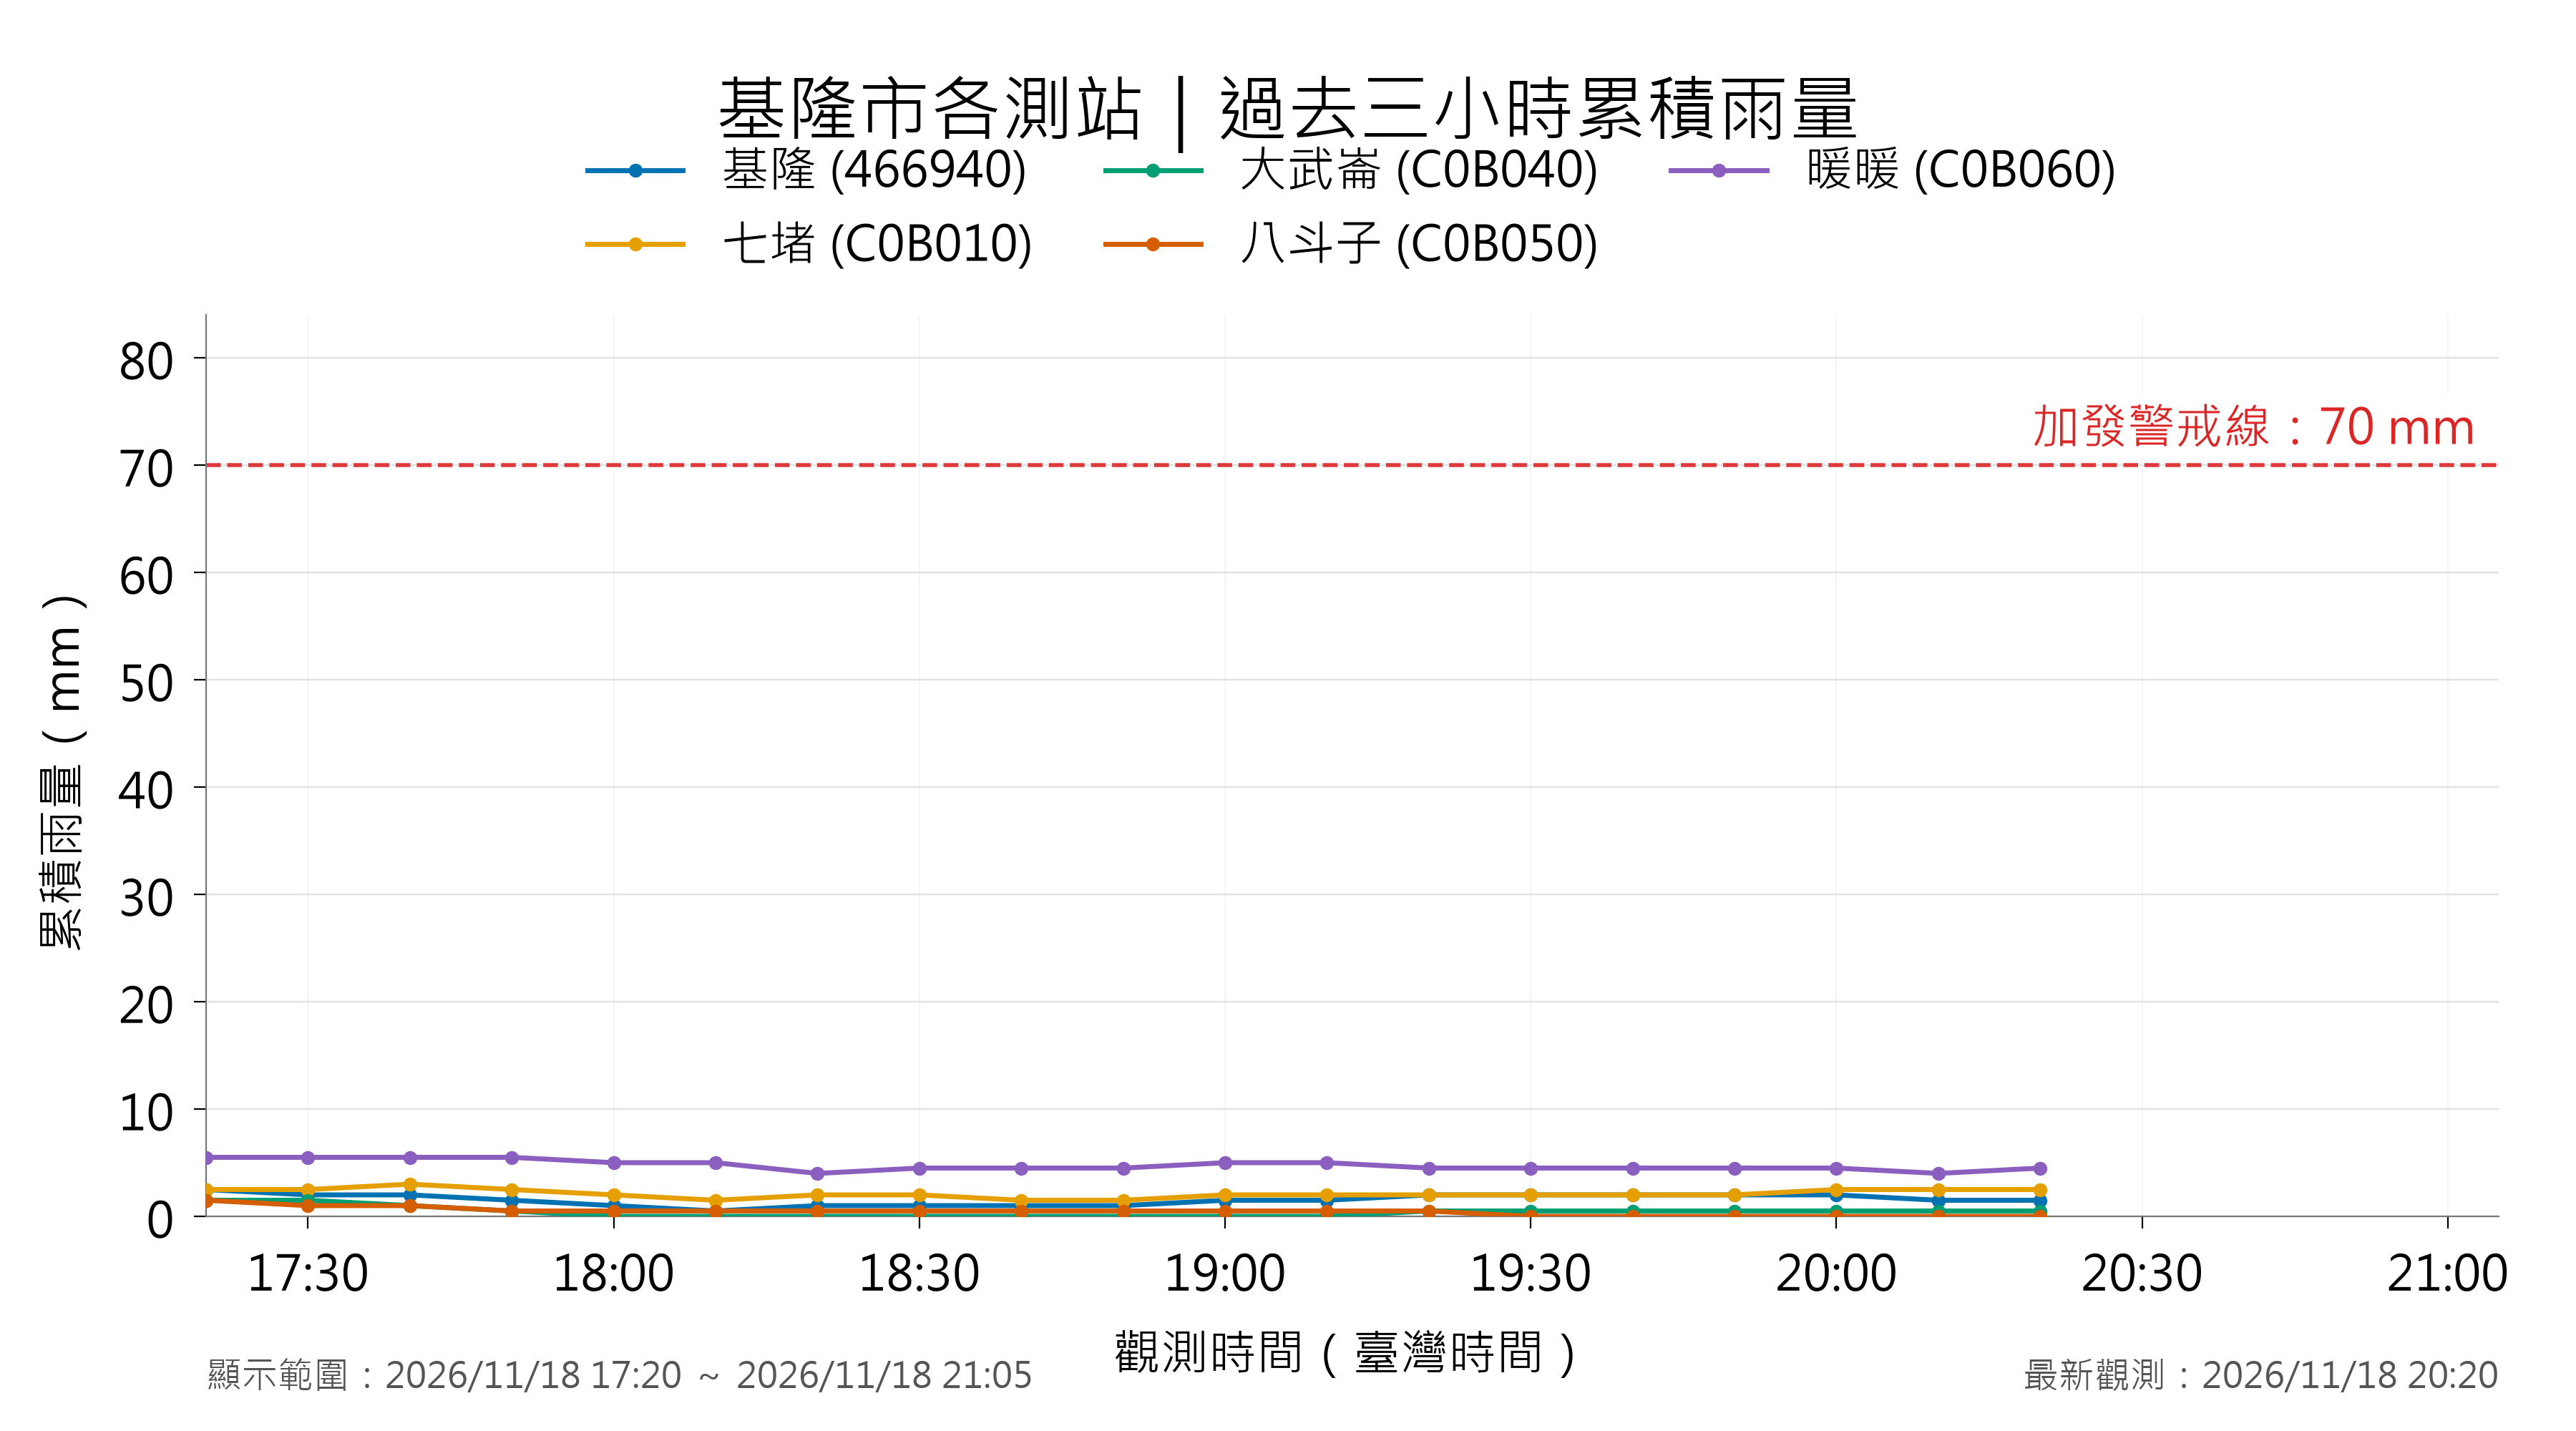 基隆市各測站｜過去三小時累積雨量
基隆 (466940)
大武崙 (C0B040)
暖暖 (C0B060)
七堵 (C0B010)
八斗子 (C0B050)
加發警戒線：70 mm
累積雨量（mm）
80
70
60
50
40
30
20
10
0
17:30
18:00
18:30
19:00
19:30
20:00
20:30
21:00
觀測時間（臺灣時間）
顯示範圍：2026/11/18 17:20 ~ 2026/11/18 21:05
最新觀測：2026/11/18 20:20